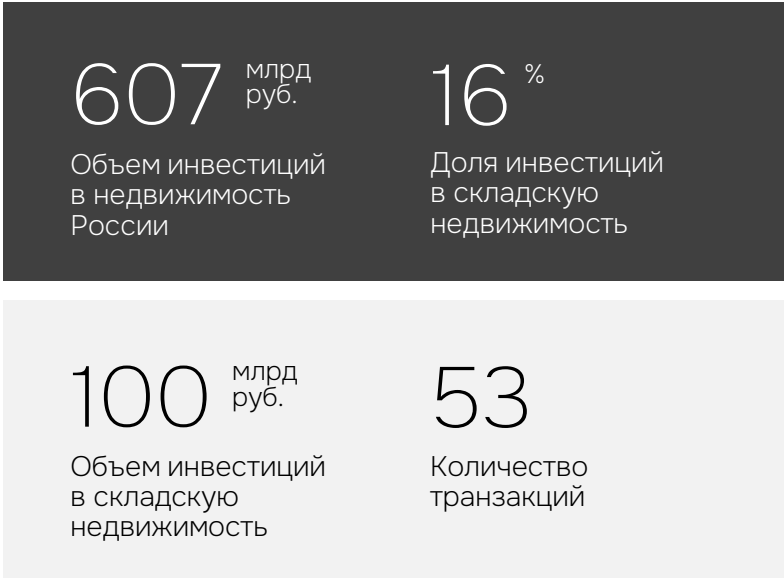 607 млрд руб.
Объем инвестиций
в недвижимость
России
16 %
Доля инвестиций
в складскую
недвижимость
100 млрд руб.
Объем инвестиций
в складскую
недвижимость
53
Количество
транзакций